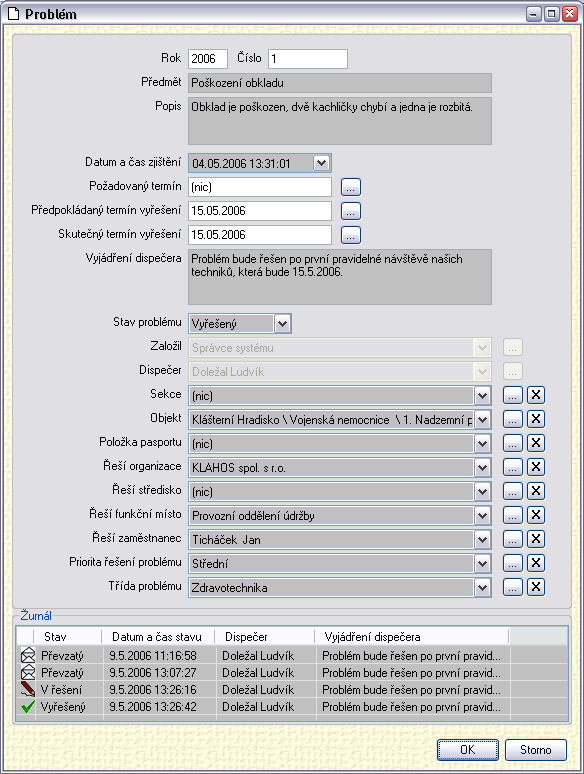 Problém
Rok 2006 Číslo 1
Předmět Poškození obkladu
Popis Obklad je poškozen, dvě kachličky chybí a jedna je rozbitá.
Datum a čas zjištění 04.05.2006 13:31:01
Požadovaný termín (nic) ...
Předpokládaný termín vyřešení 15.05.2006 ...
Skutečný termín vyřešení 15.05.2006 ...
Vyjádření dispečera Problém bude řešen po první pravidelné návštěvě našich
techniků, která bude 15.5.2006.
Stav problému Vyřešený
Založil Správce systému ...
Dispečer Doležal Ludvík ...
Sekce (nic) ... X
Objekt Klášterní Hradisko \ Vojenská nemocnice \ 1. Nadzemní p ... X
Položka pasportu (nic) ... X
Řeší organizace KLAHOS spol. s r.o. ... X
Řeší středisko (nic) ... X
Řeší funkční místo Provozní oddělení údržby ... X
Řeší zaměstnanec Ticháček Jan ... X
Priorita řešení problému Střední ... X
Třída problému Zdravotechnika ... X
Žurnál
Stav Datum a čas stavu Dispečer Vyjádření dispečera
Převzatý 9.5.2006 11:16:58 Doležal Ludvík Problém bude řešen po první pravid...
Převzatý 9.5.2006 13:07:27 Doležal Ludvík Problém bude řešen po první pravid...
V řešení 9.5.2006 13:26:16 Doležal Ludvík Problém bude řešen po první pravid...
Vyřešený 9.5.2006 13:26:42 Doležal Ludvík Problém bude řešen po první pravid...
OK Storno